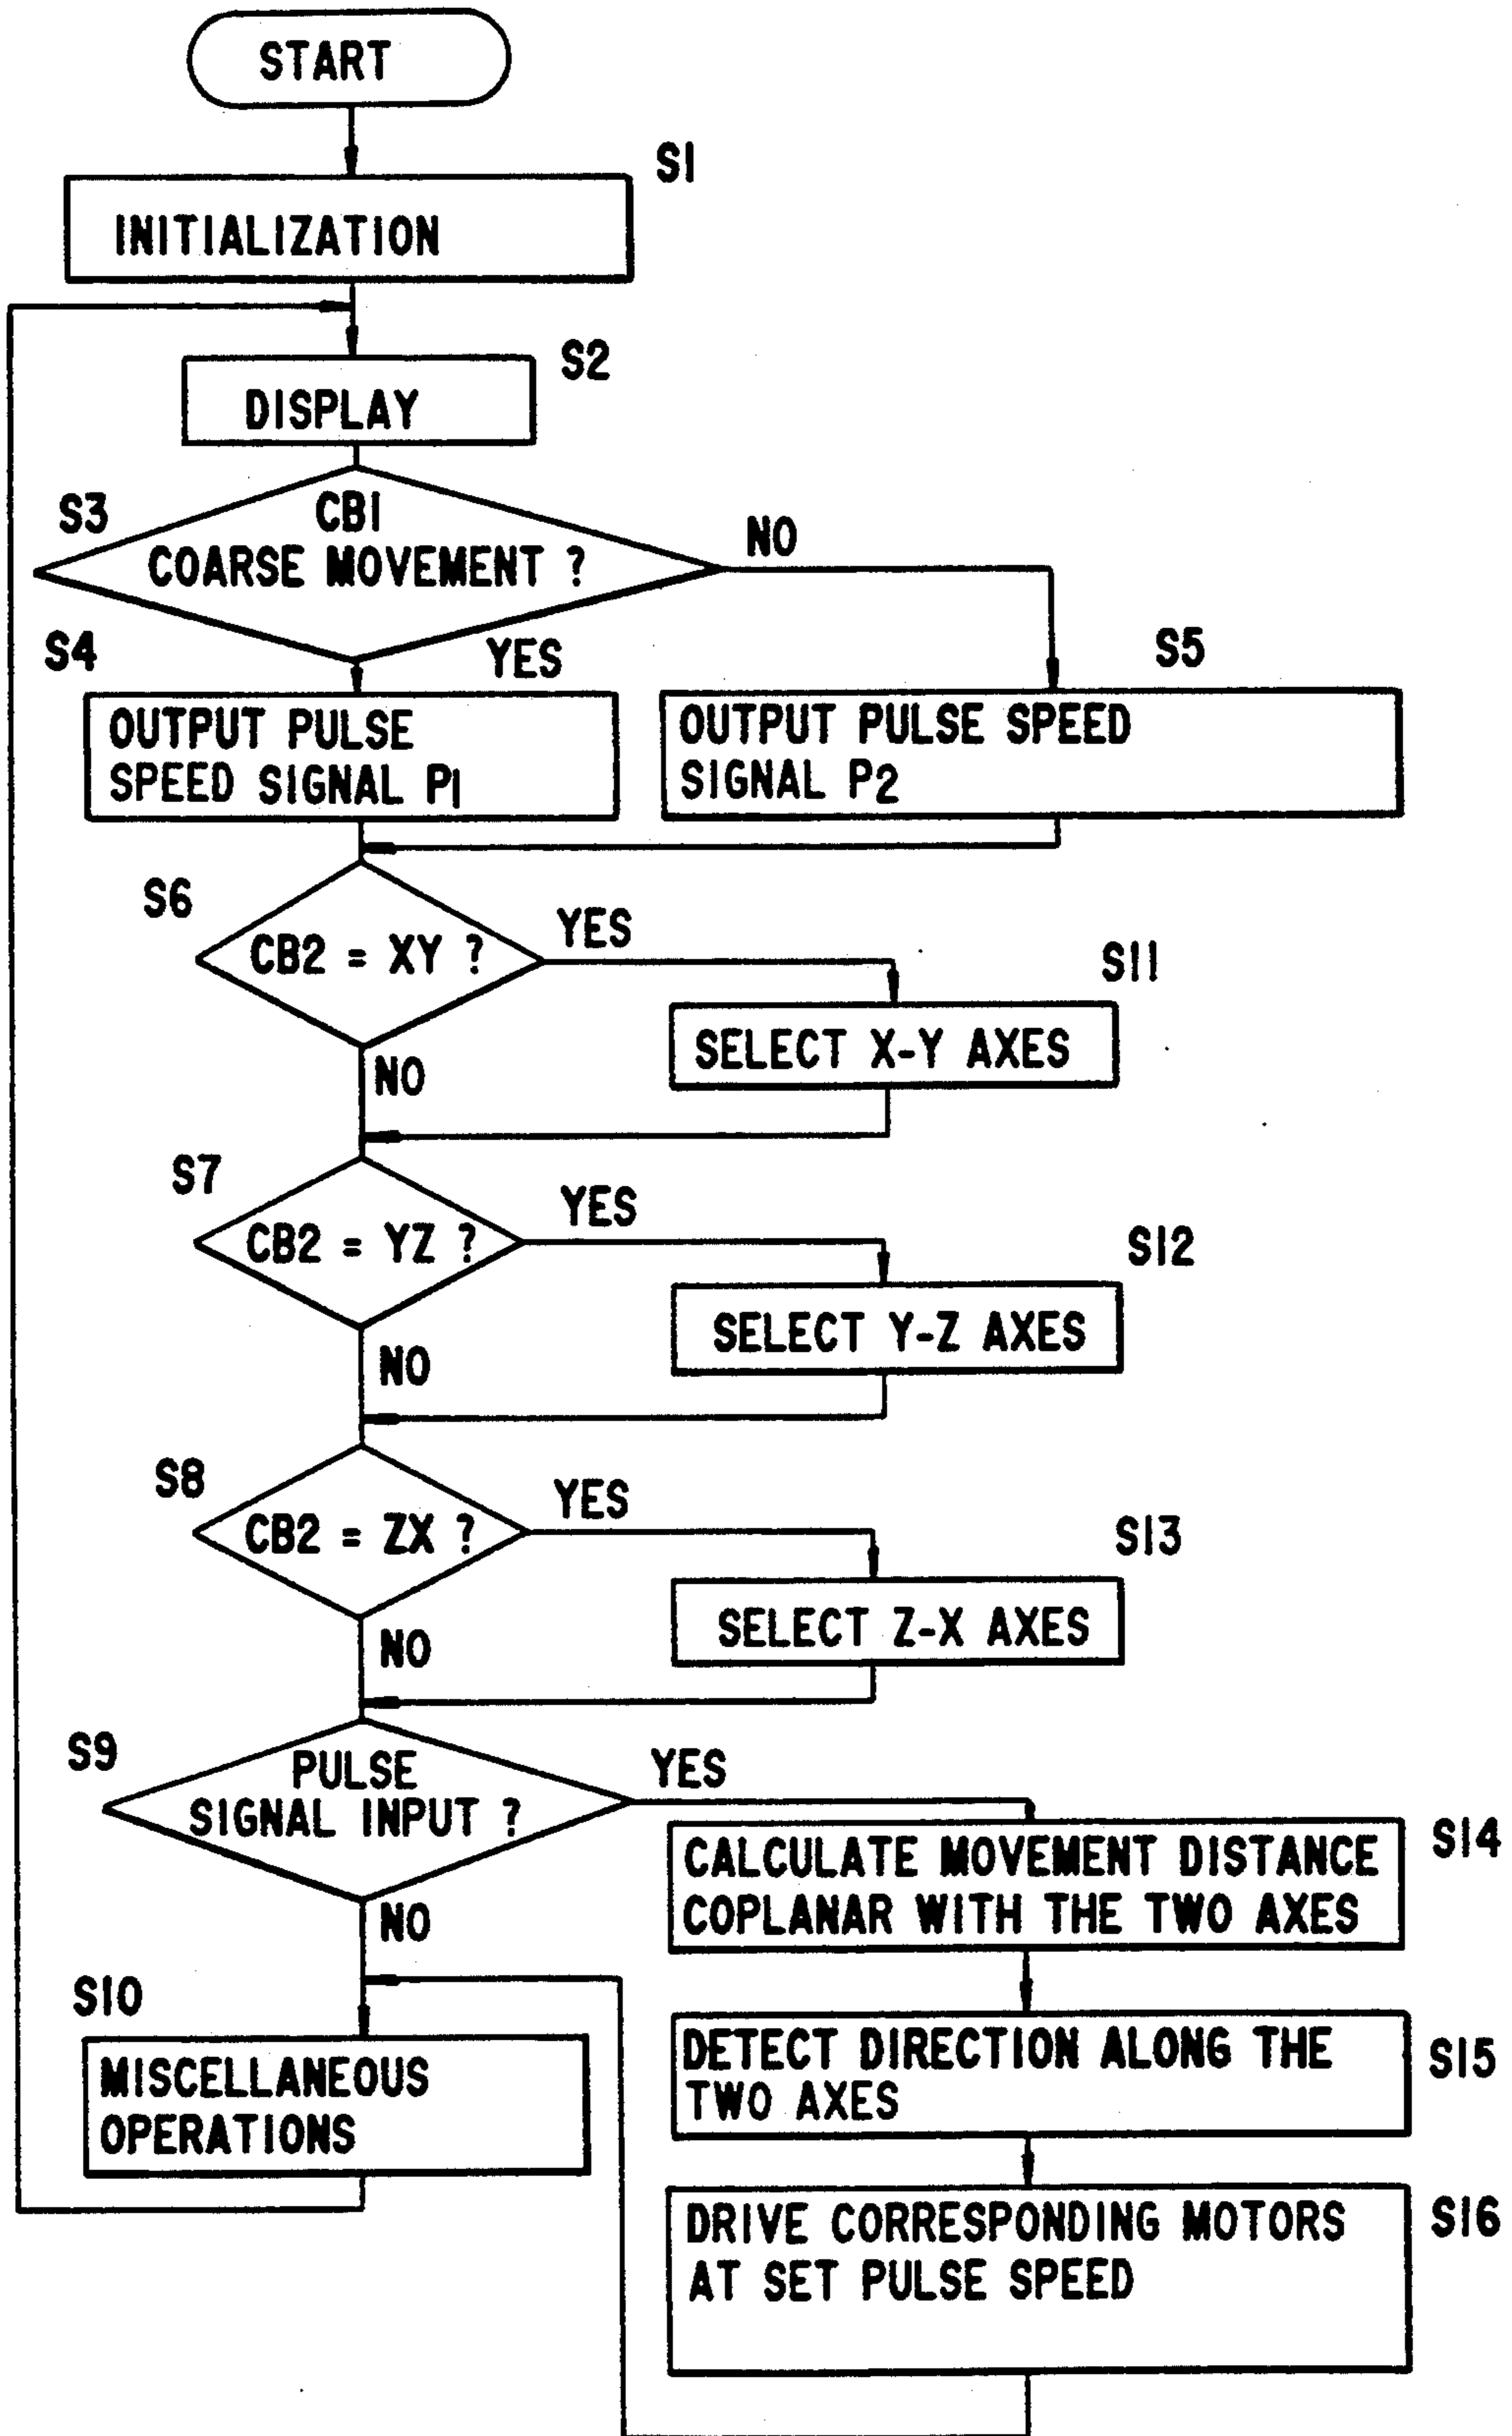 START
S1
INITIALIZATION
S2
DISPLAY
S3
CB1
COARSE MOVEMENT ?
NO
S4
YES
S5
OUTPUT PULSE
SPEED SIGNAL P1
OUTPUT PULSE SPEED
SIGNAL P2
S6
CB2 = XY ?
YES
S11
SELECT X-Y AXES
NO
S7
CB2 = YZ ?
YES
S12
SELECT Y-Z AXES
NO
S8
CB2 = ZX ?
YES
S13
SELECT Z-X AXES
NO
S9
PULSE
SIGNAL INPUT ?
YES
S14
CALCULATE MOVEMENT DISTANCE
COPLANAR WITH THE TWO AXES
NO
S10
MISCELLANEOUS
OPERATIONS
S15
DETECT DIRECTION ALONG THE
TWO AXES
S16
DRIVE CORRESPONDING MOTORS
AT SET PULSE SPEED